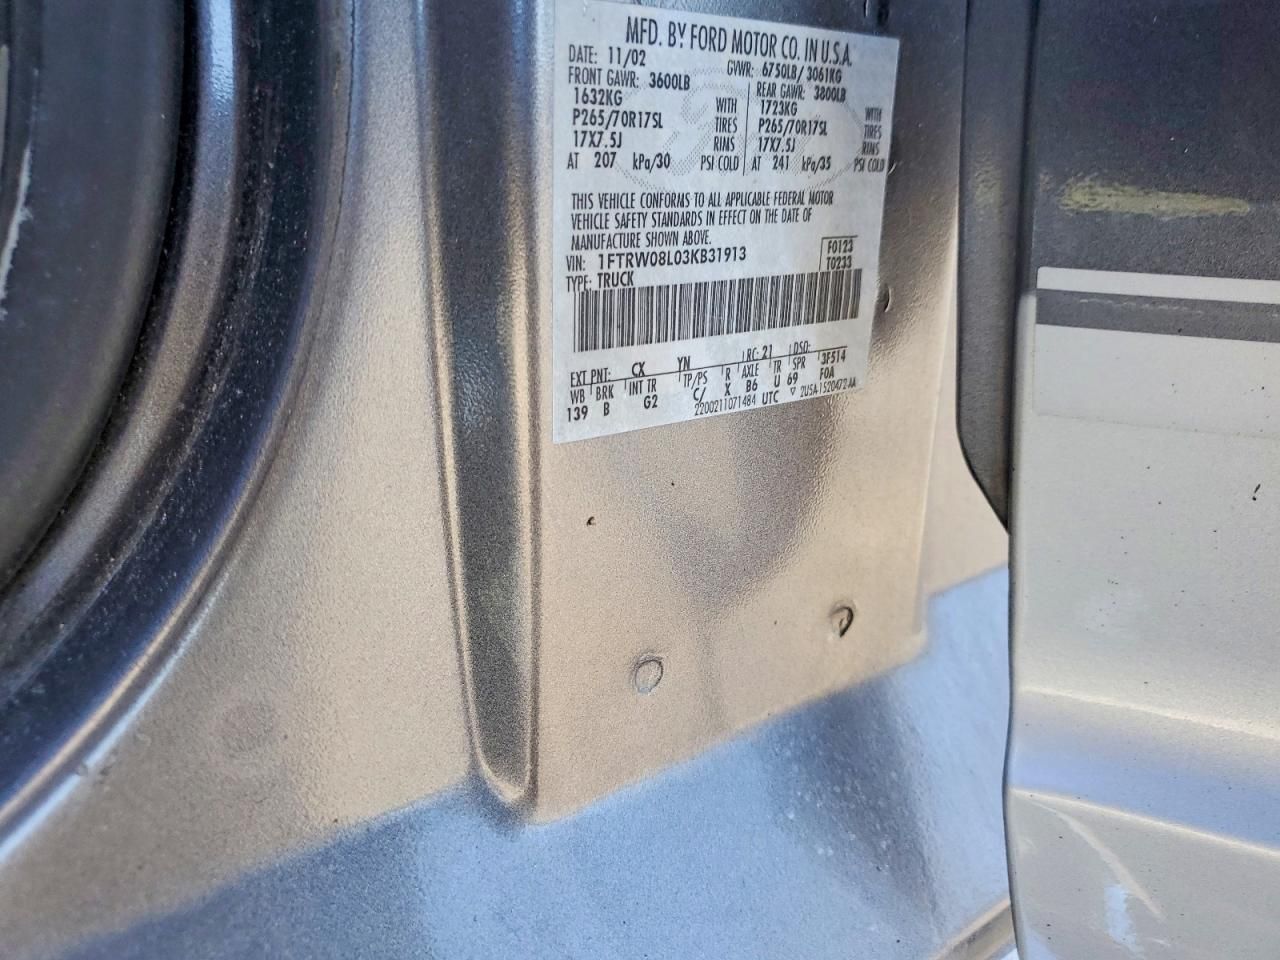 MFD. BY FORD MOTOR CO. IN U.S.A.
DATE: 11/02 GVWR: 6750LB/ 3061KG
FRONT GAWR: 3600LB REAR GAWR: 3800LB
1632KG WITH 1723KG WITH
P265/70R17SL TIRES P265/70R17SL TIRES
17X7.5J RIMS 17X7.5J RIMS
AT 207 kPa/30 PSI COLD AT 241 kPa/35 PSI COLD
THIS VEHICLE CONFORMS TO ALL APPLICABLE FEDERAL MOTOR
VEHICLE SAFETY STANDARDS IN EFFECT ON THE DATE OF
MANUFACTURE SHOWN ABOVE.
VIN: 1FTRW08L03KB31913 F0123
TYPE: TRUCK T0233
EXT PNT: CX YN RC: 21 DSO: 3F514
WB BRK INT TR TP/PS R AXLE TR SPR F0A
139 B G2 C/ X B6 U 69
2200211071484 UTC ▽ 2U5A-1520472-AA